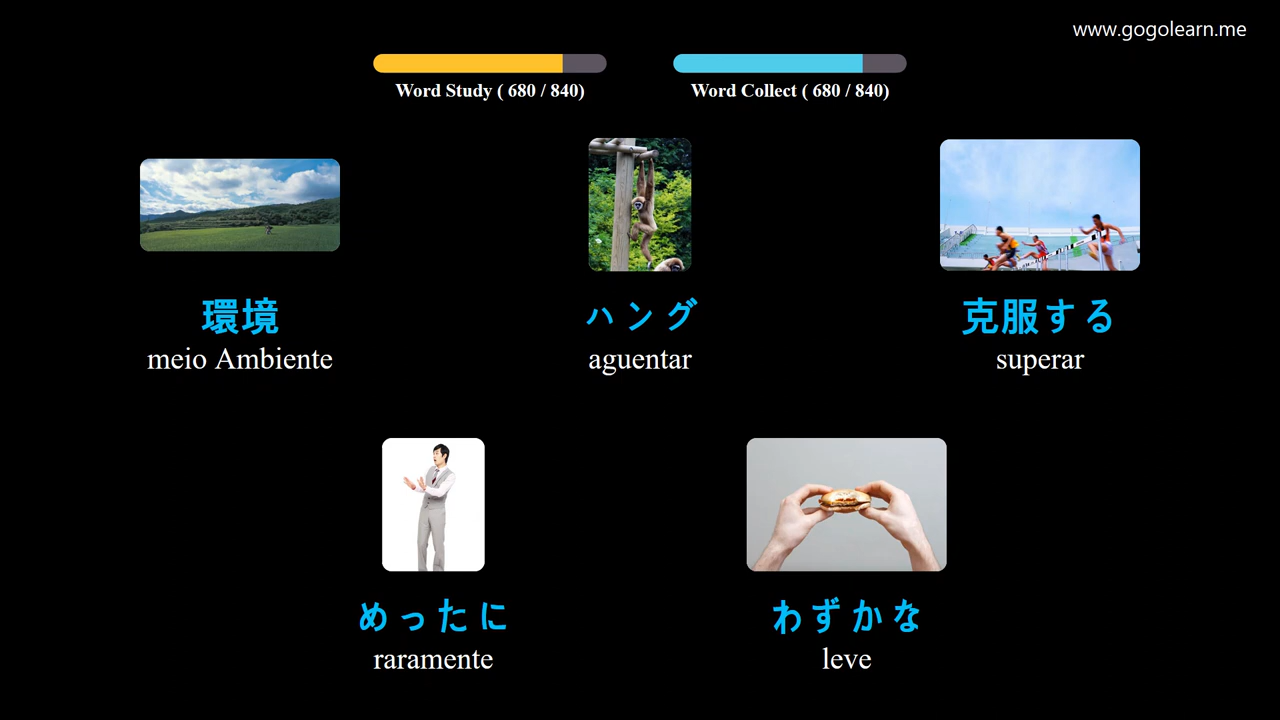 www.gogolearn.me
Word Study ( 680 / 840)
Word Collect ( 680 / 840)
環境
meio Ambiente
ハング
aguentar
克服する
superar
めったに
raramente
わずかな
leve